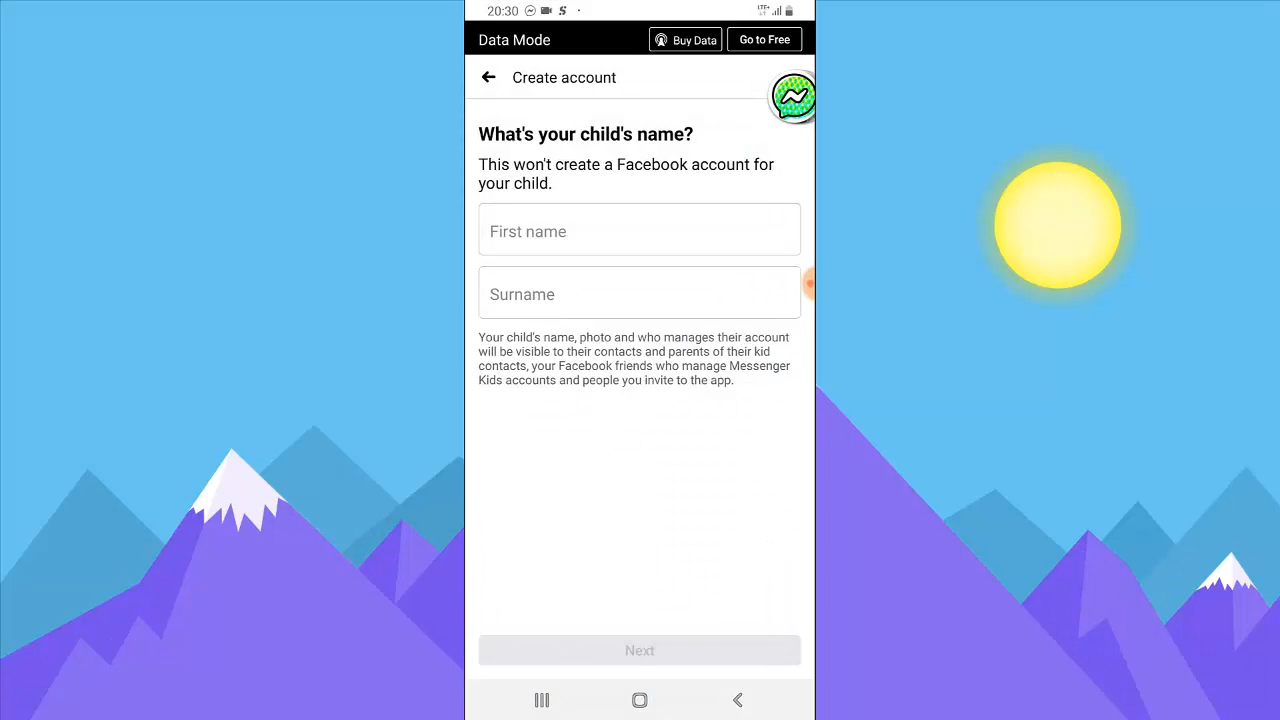 20:30
LTE+
Data Mode
Buy Data
Go to Free
Create account
What's your child's name?
This won't create a Facebook account for
your child.
First name
Surname
Your child's name, photo and who manages their account
will be visible to their contacts and parents of their kid
contacts, your Facebook friends who manage Messenger
Kids accounts and people you invite to the app.
Next